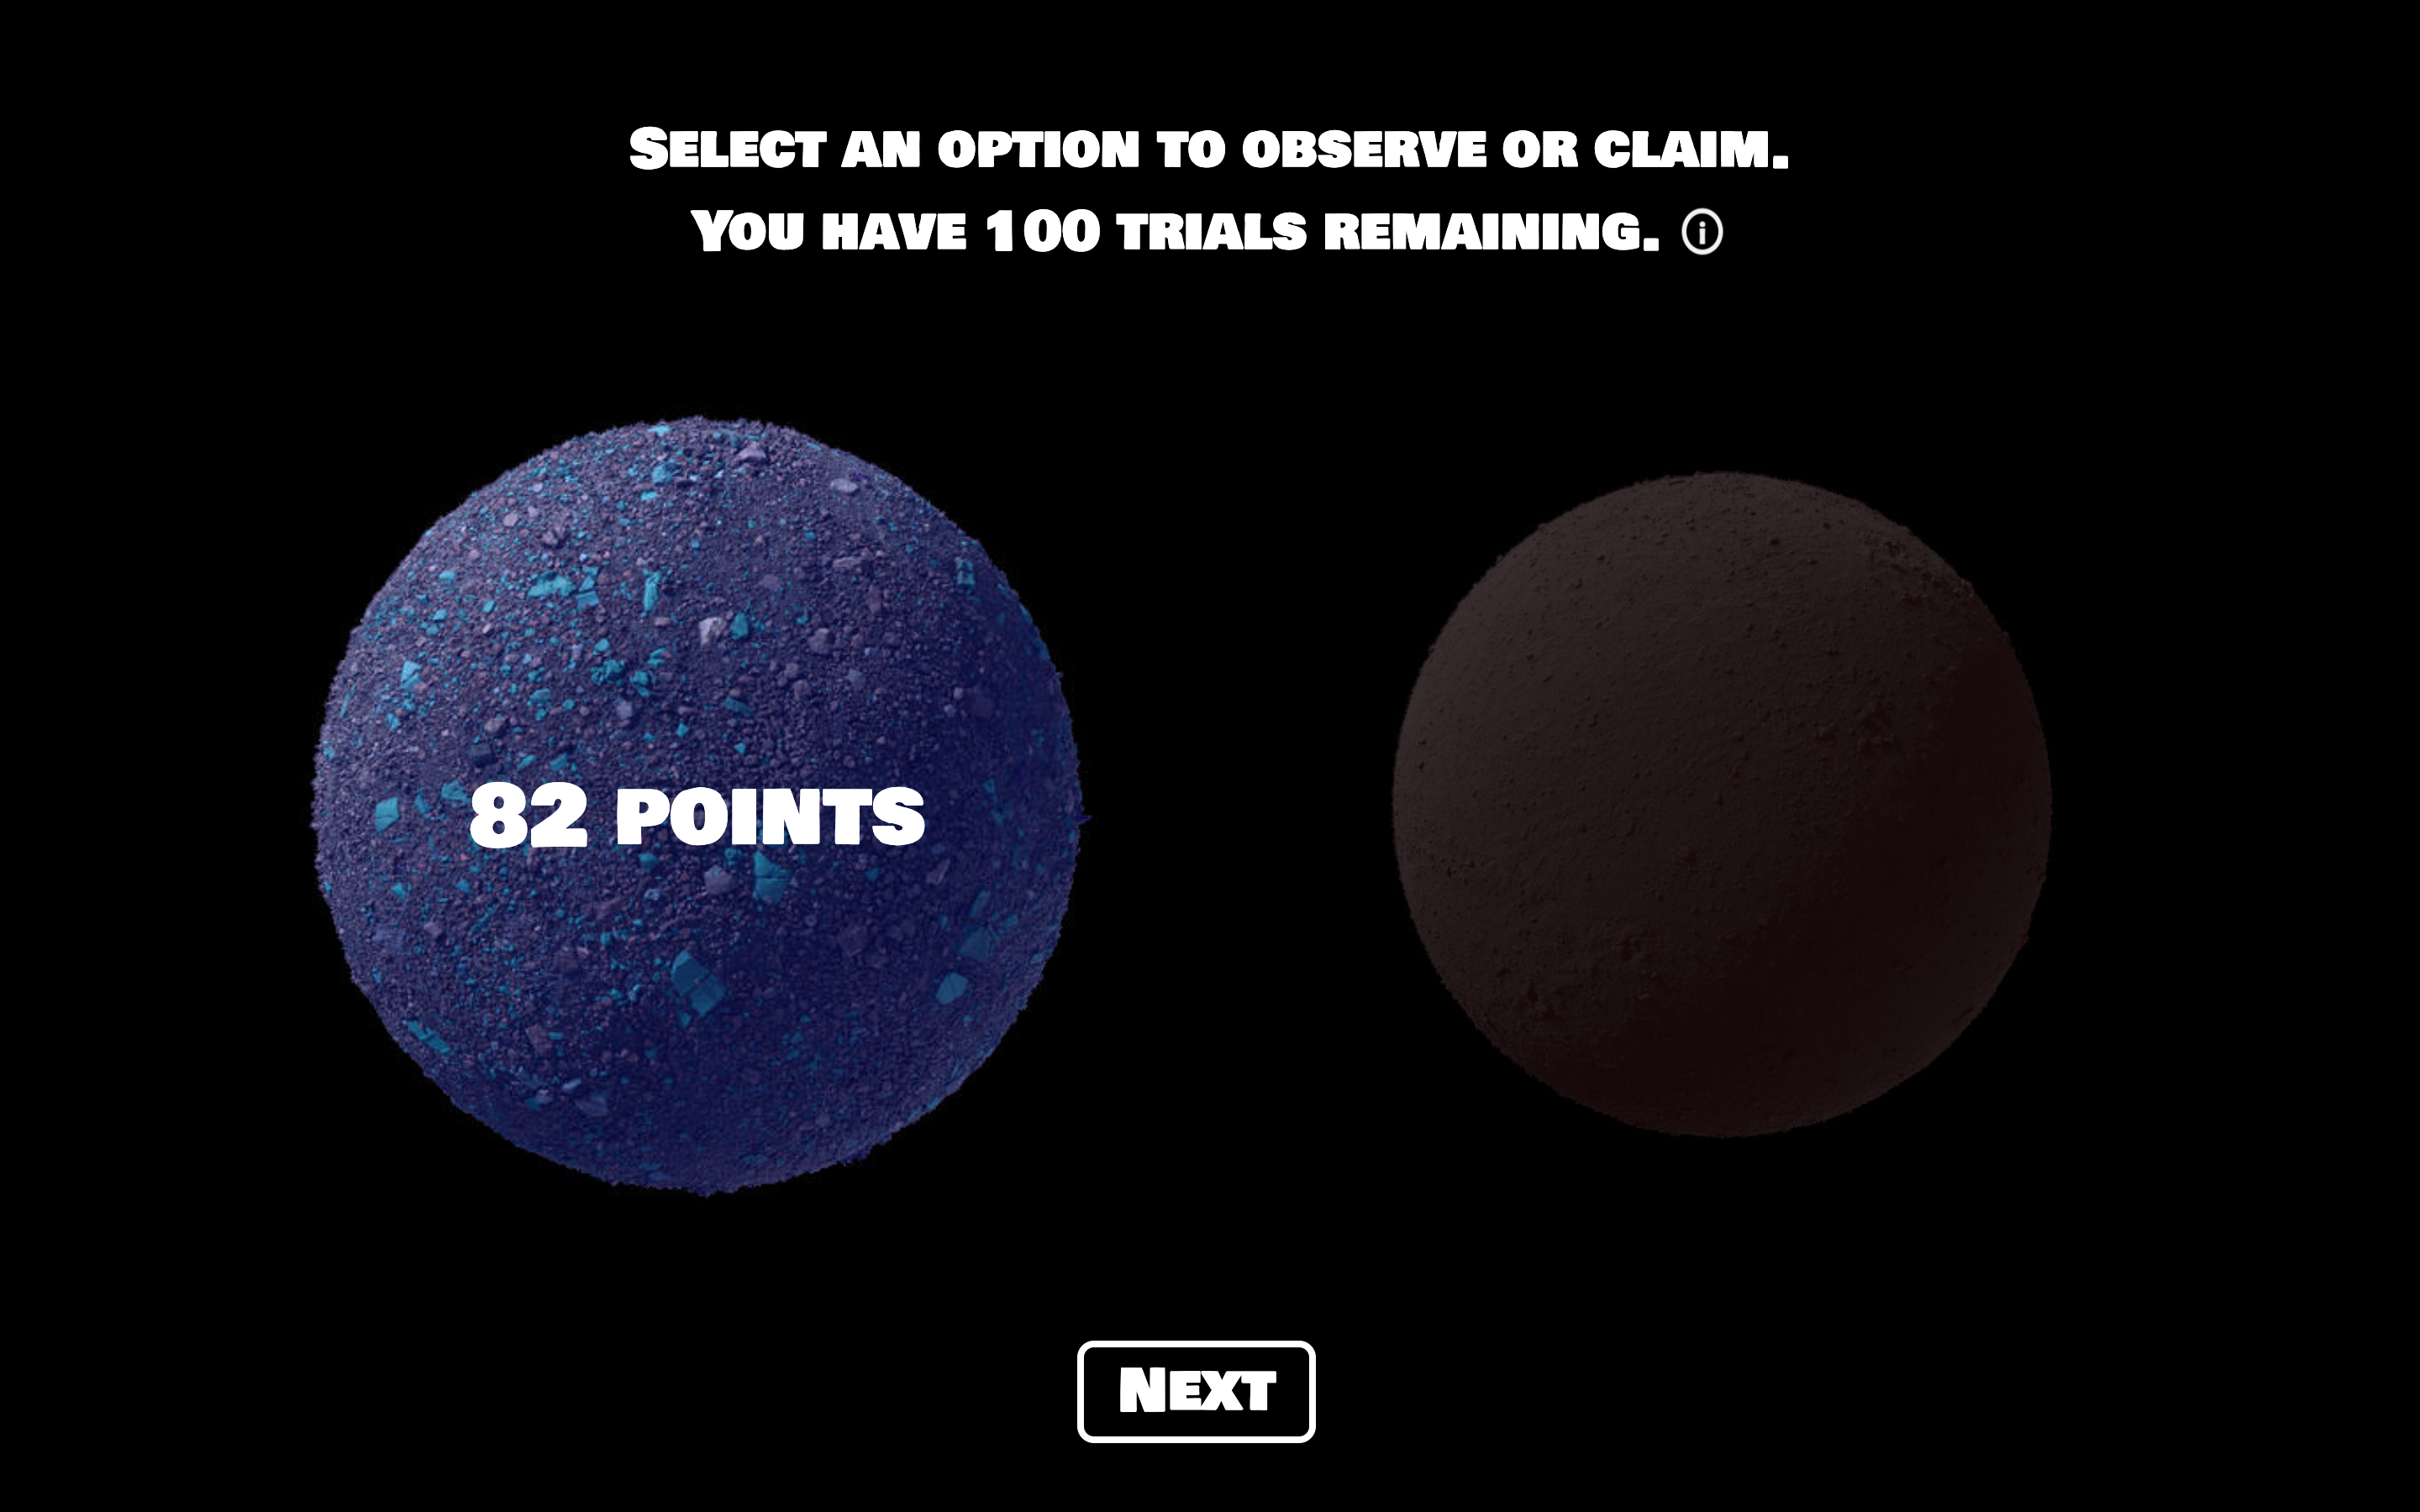 Select an option to observe or claim.
You have 100 trials remaining.
82 points
Next